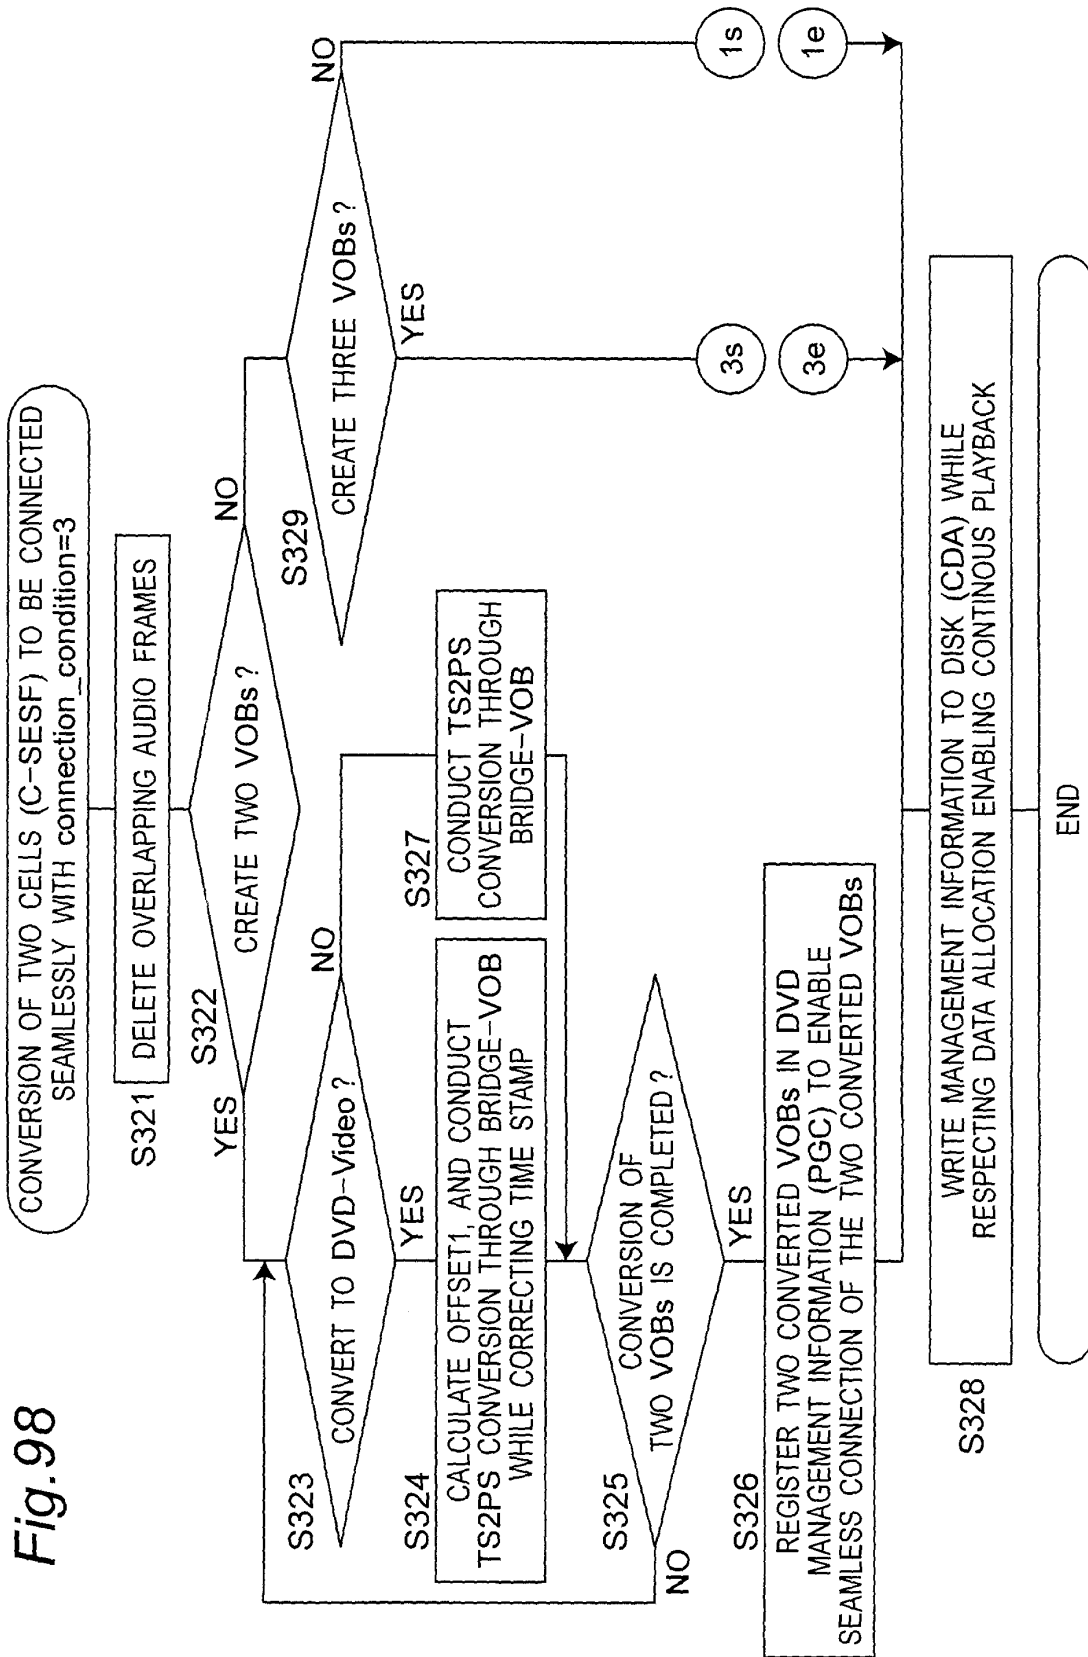 Fig.98
CONVERSION OF TWO CELLS (C-SESF) TO BE CONNECTED
SEAMLESSLY WITH connection_condition=3
S321
DELETE OVERLAPPING AUDIO FRAMES
S322
CREATE TWO VOBs?
YES
NO
S323
CONVERT TO DVD-Video?
NO
YES
S324
CALCULATE OFFSET1, AND CONDUCT
TS2PS CONVERSION THROUGH BRIDGE-VOB
WHILE CORRECTING TIME STAMP
S327
CONDUCT TS2PS
CONVERSION THROUGH
BRIDGE-VOB
S325
CONVERSION OF
TWO VOBs IS COMPLETED?
NO
YES
S326
REGISTER TWO CONVERTED VOBs IN DVD
MANAGEMENT INFORMATION (PGC) TO ENABLE
SEAMLESS CONNECTION OF THE TWO CONVERTED VOBs
S329
CREATE THREE VOBs?
NO
YES
3s
3e
1s
1e
S328
WRITE MANAGEMENT INFORMATION TO DISK (CDA) WHILE
RESPECTING DATA ALLOCATION ENABLING CONTINOUS PLAYBACK
END